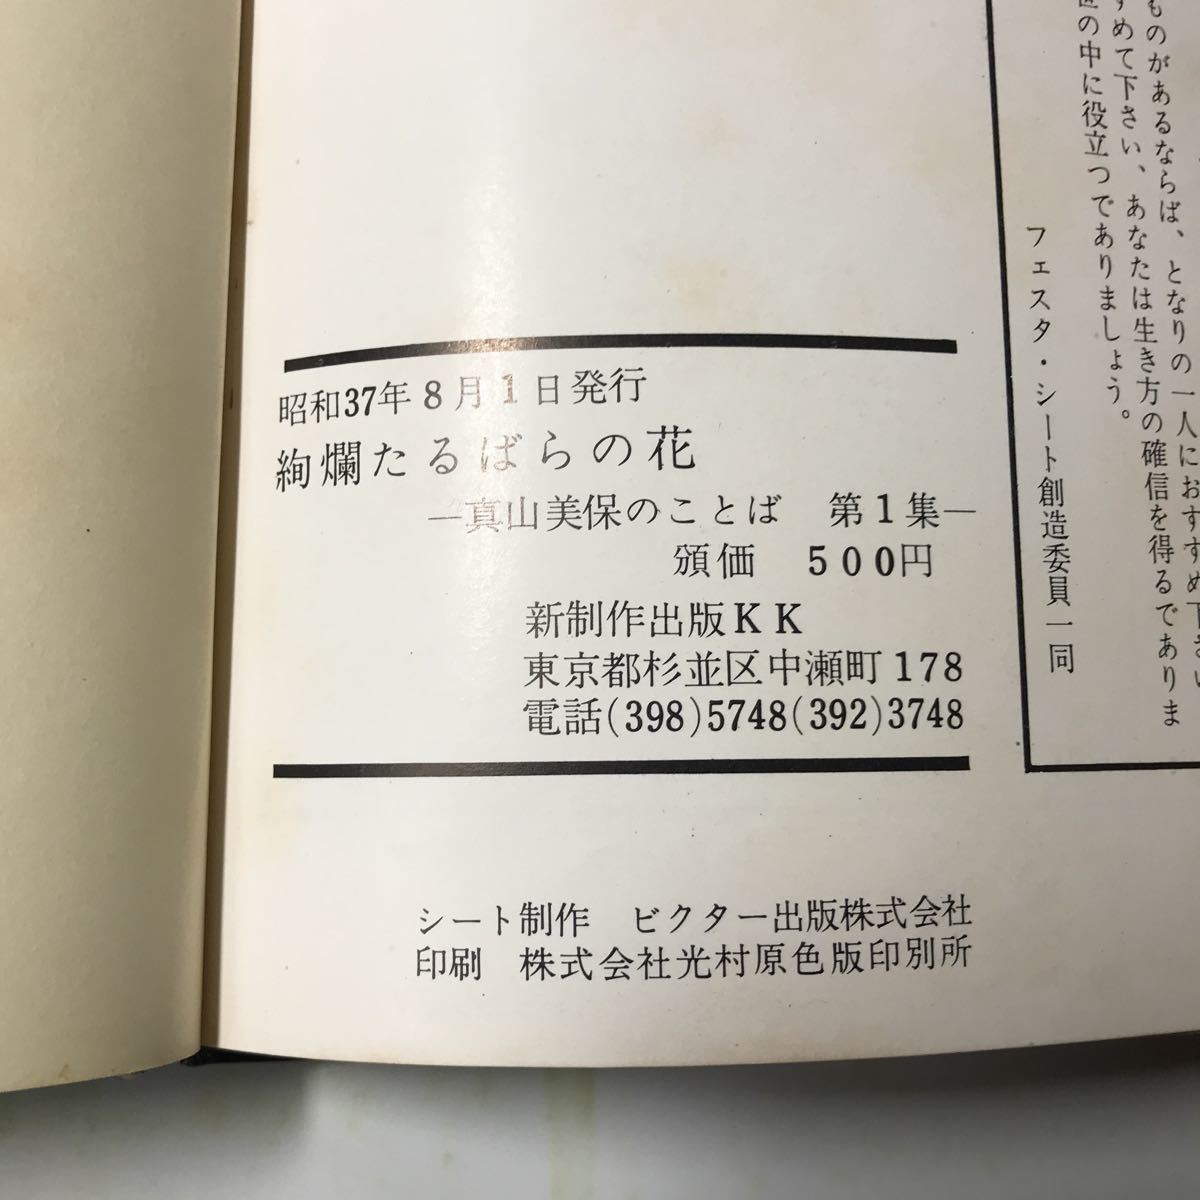 ものがあるならば、となりの一人におすすめ下さい
すめて下さい、あなたは生き方の確信を得るでありま
世の中に役立つでありましょう。
フェスタ・シート創造委員一同
昭和37年8月1日発行
絢爛たるばらの花
―真山美保のことば 第1集―
頒価 500円
新制作出版KK
東京都杉並区中瀬町178
電話(398)5748(392)3748
シート制作 ビクター出版株式会社
印刷 株式会社光村原色版印別所